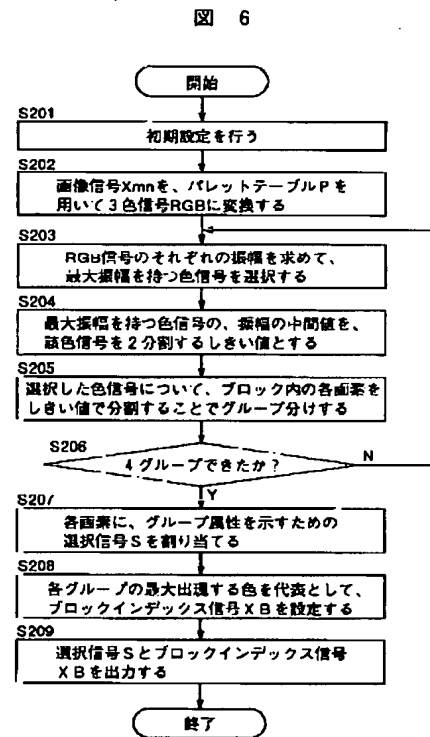 図 6
開始
S201
初期設定を行う
S202
画像信号Xmnを、パレットテーブルPを
用いて3色信号RGBに変換する
S203
RGB信号のそれぞれの振幅を求めて、
最大振幅を持つ色信号を選択する
S204
最大振幅を持つ色信号の、振幅の中間値を、
該色信号を2分割するしきい値とする
S205
選択した色信号について、ブロック内の各画素を
しきい値で分割することでグループ分けする
S206
4グループできたか?
N
Y
S207
各画素に、グループ属性を示すための
選択信号Sを割り当てる
S208
各グループの最大出現する色を代表として、
ブロックインデックス信号XBを設定する
S209
選択信号Sとブロックインデックス信号
XBを出力する
終了